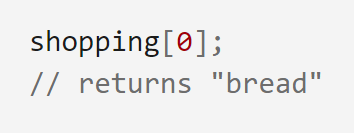 shopping[0];
// returns "bread"